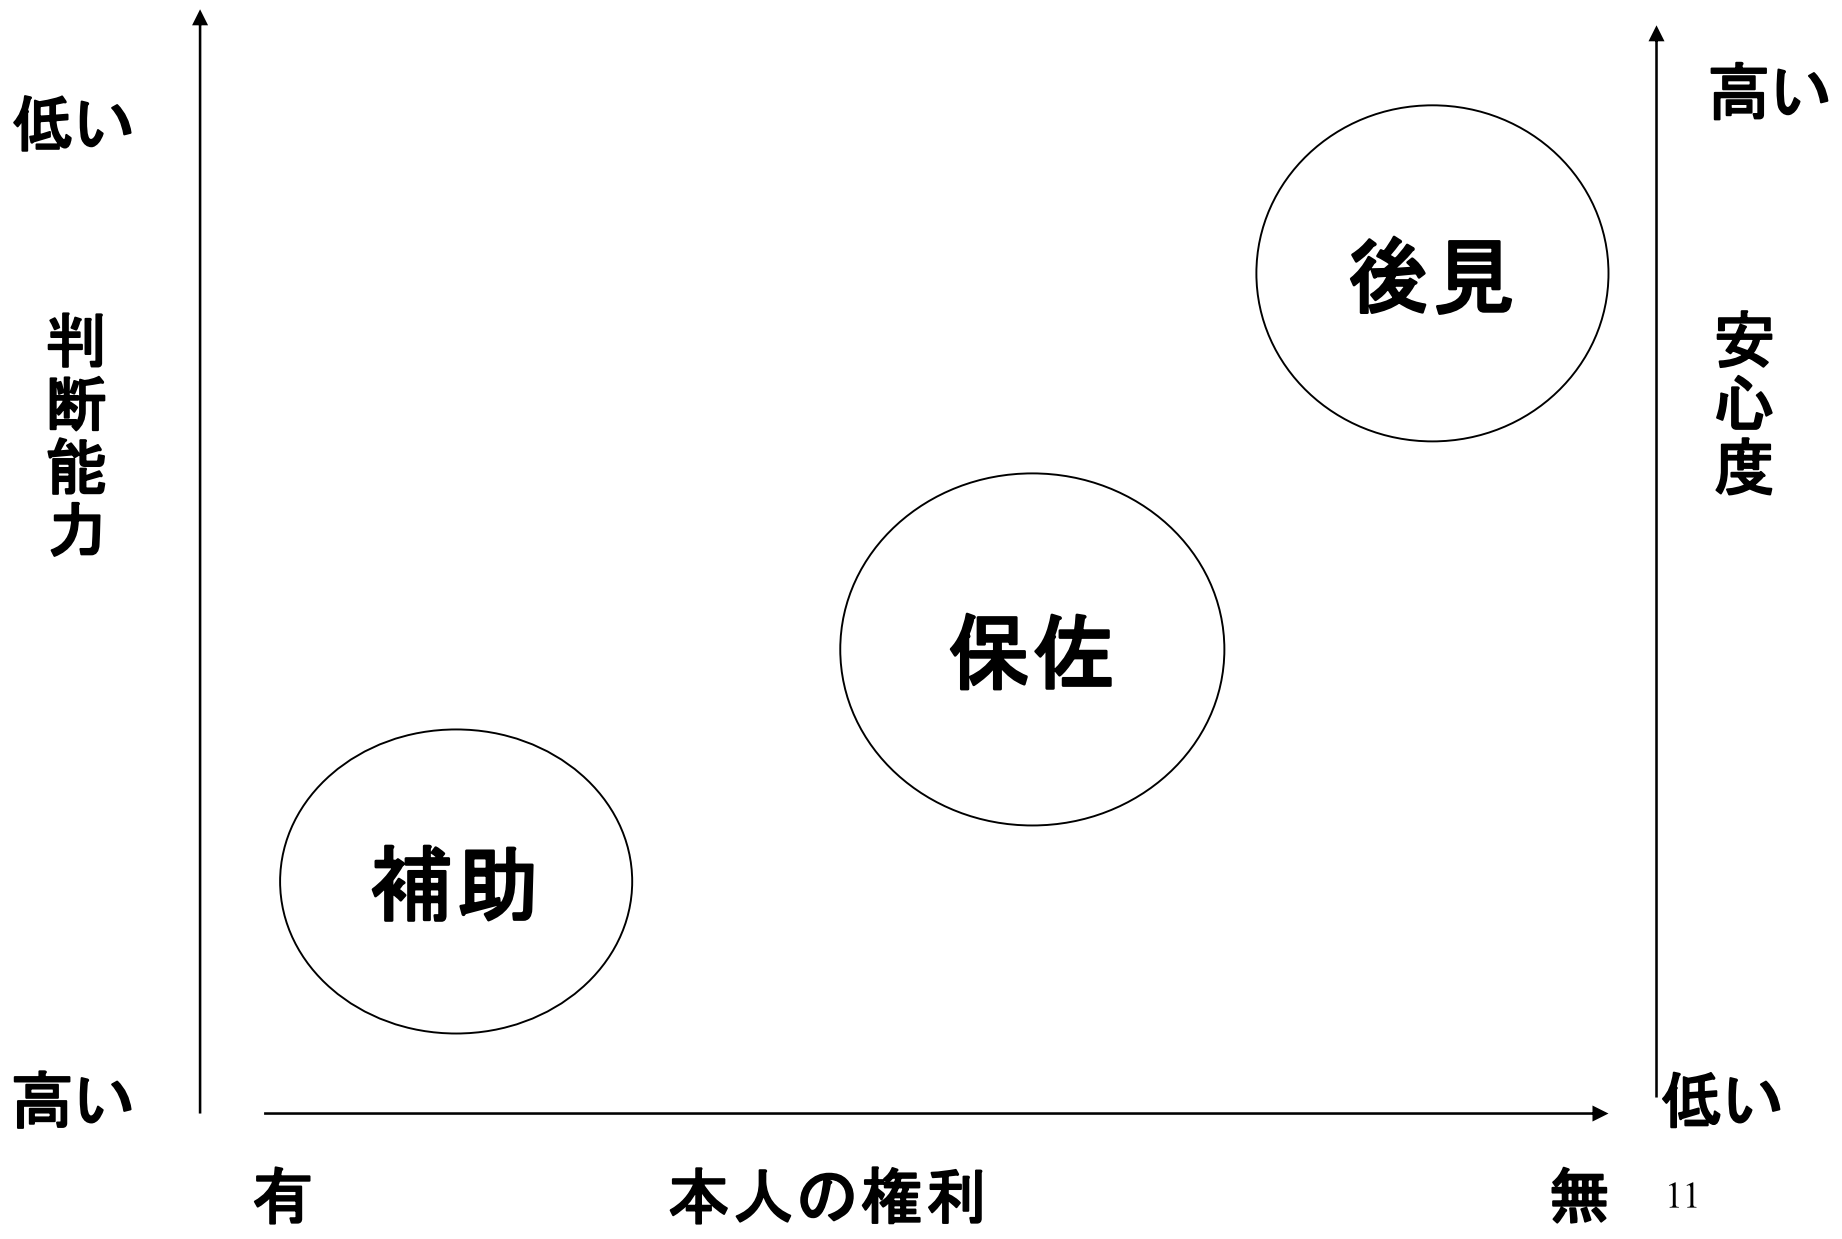 高い
低い
後見
判断能力
安心度
保佐
補助
高い
低い
有
本人の権利
無
11